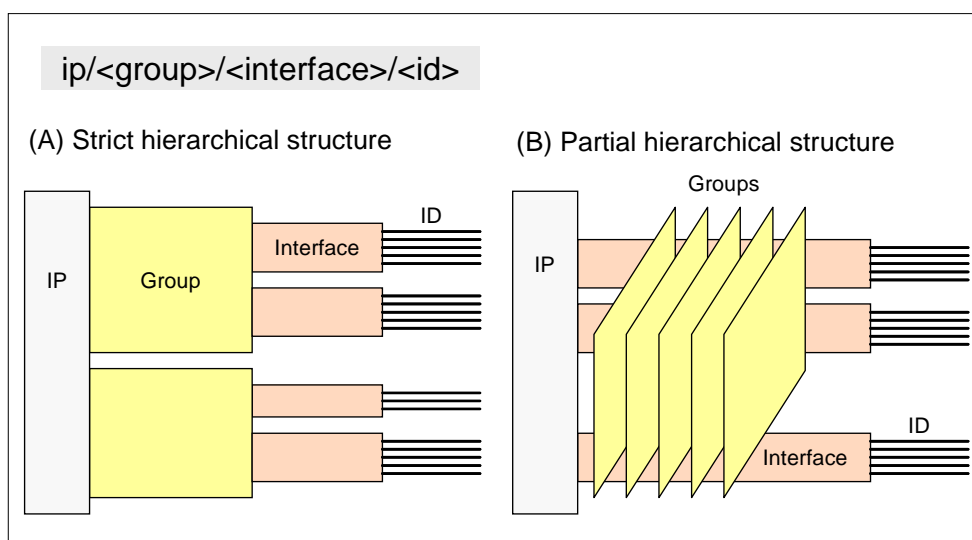 ip/<group>/<interface>/<id>
(A) Strict hierarchical structure
IP
Group
Interface
ID
(B) Partial hierarchical structure
Groups
IP
ID
Interface